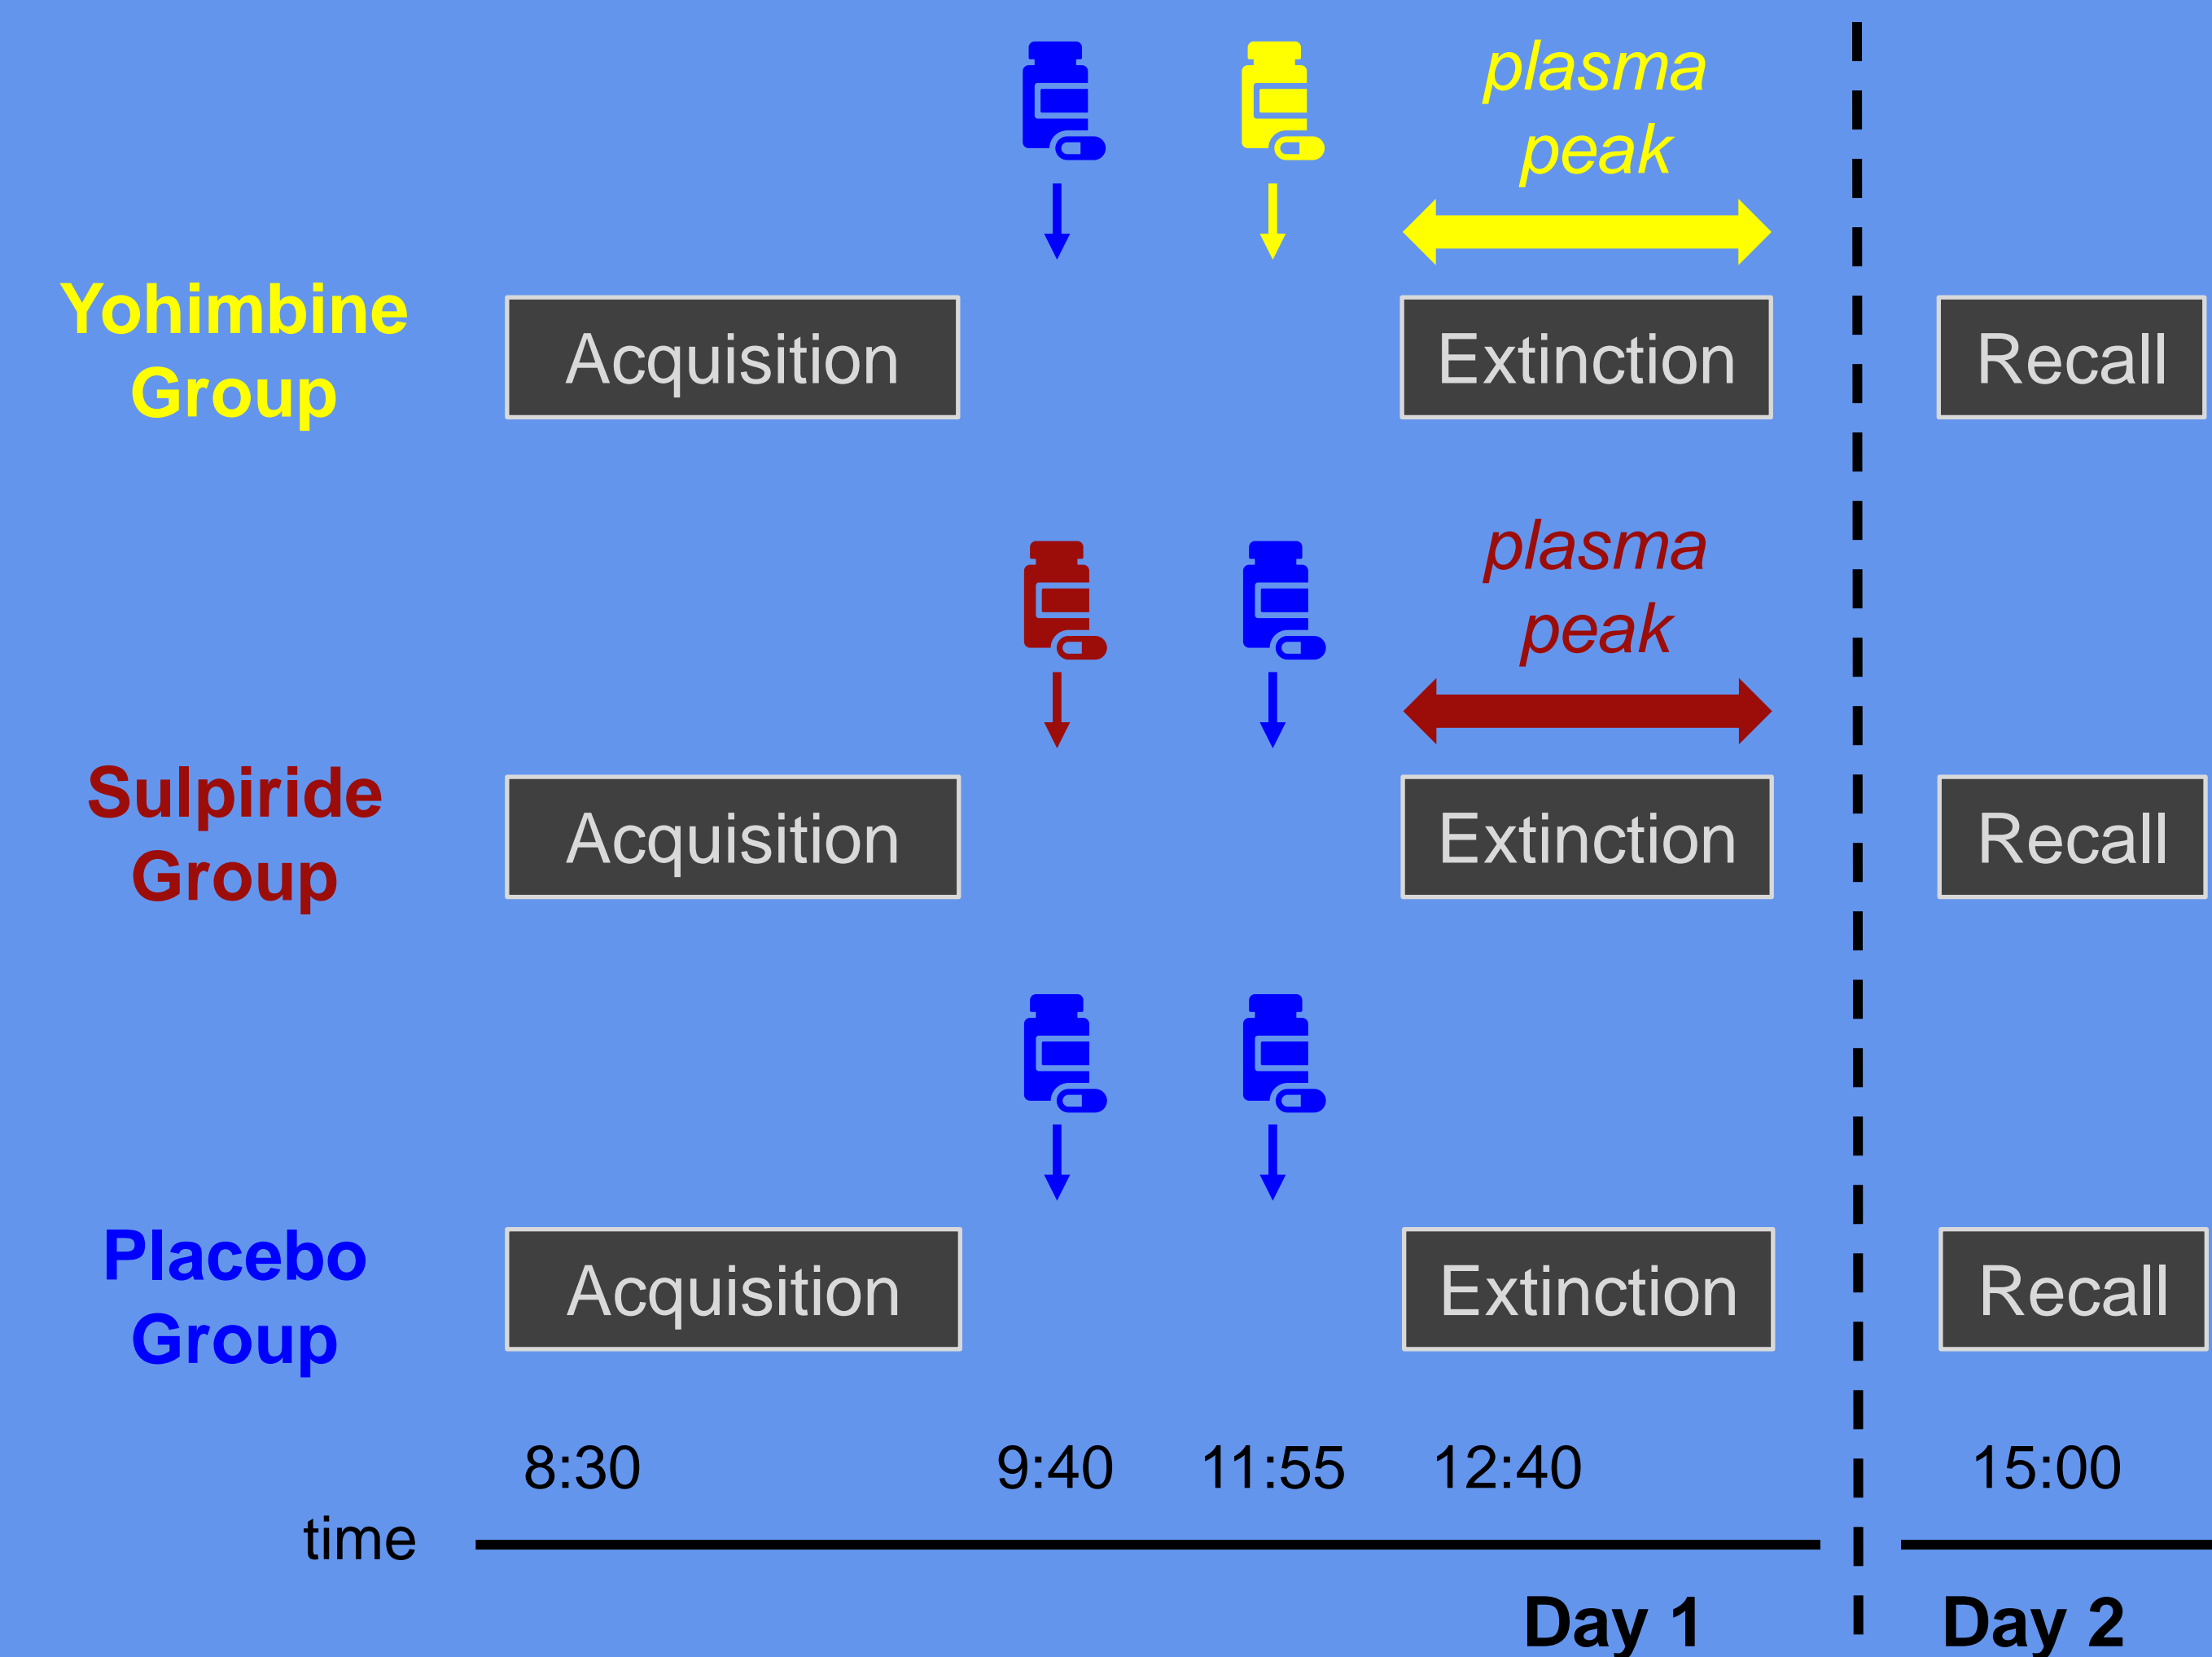 plasma
peak
Yohimbine
Group
Acquisition
Extinction
Recall
plasma
peak
Sulpiride
Group
Acquisition
Extinction
Recall
Placebo
Group
Acquisition
Extinction
Recall
8:30
9:40
11:55
12:40
15:00
time
Day 1
Day 2